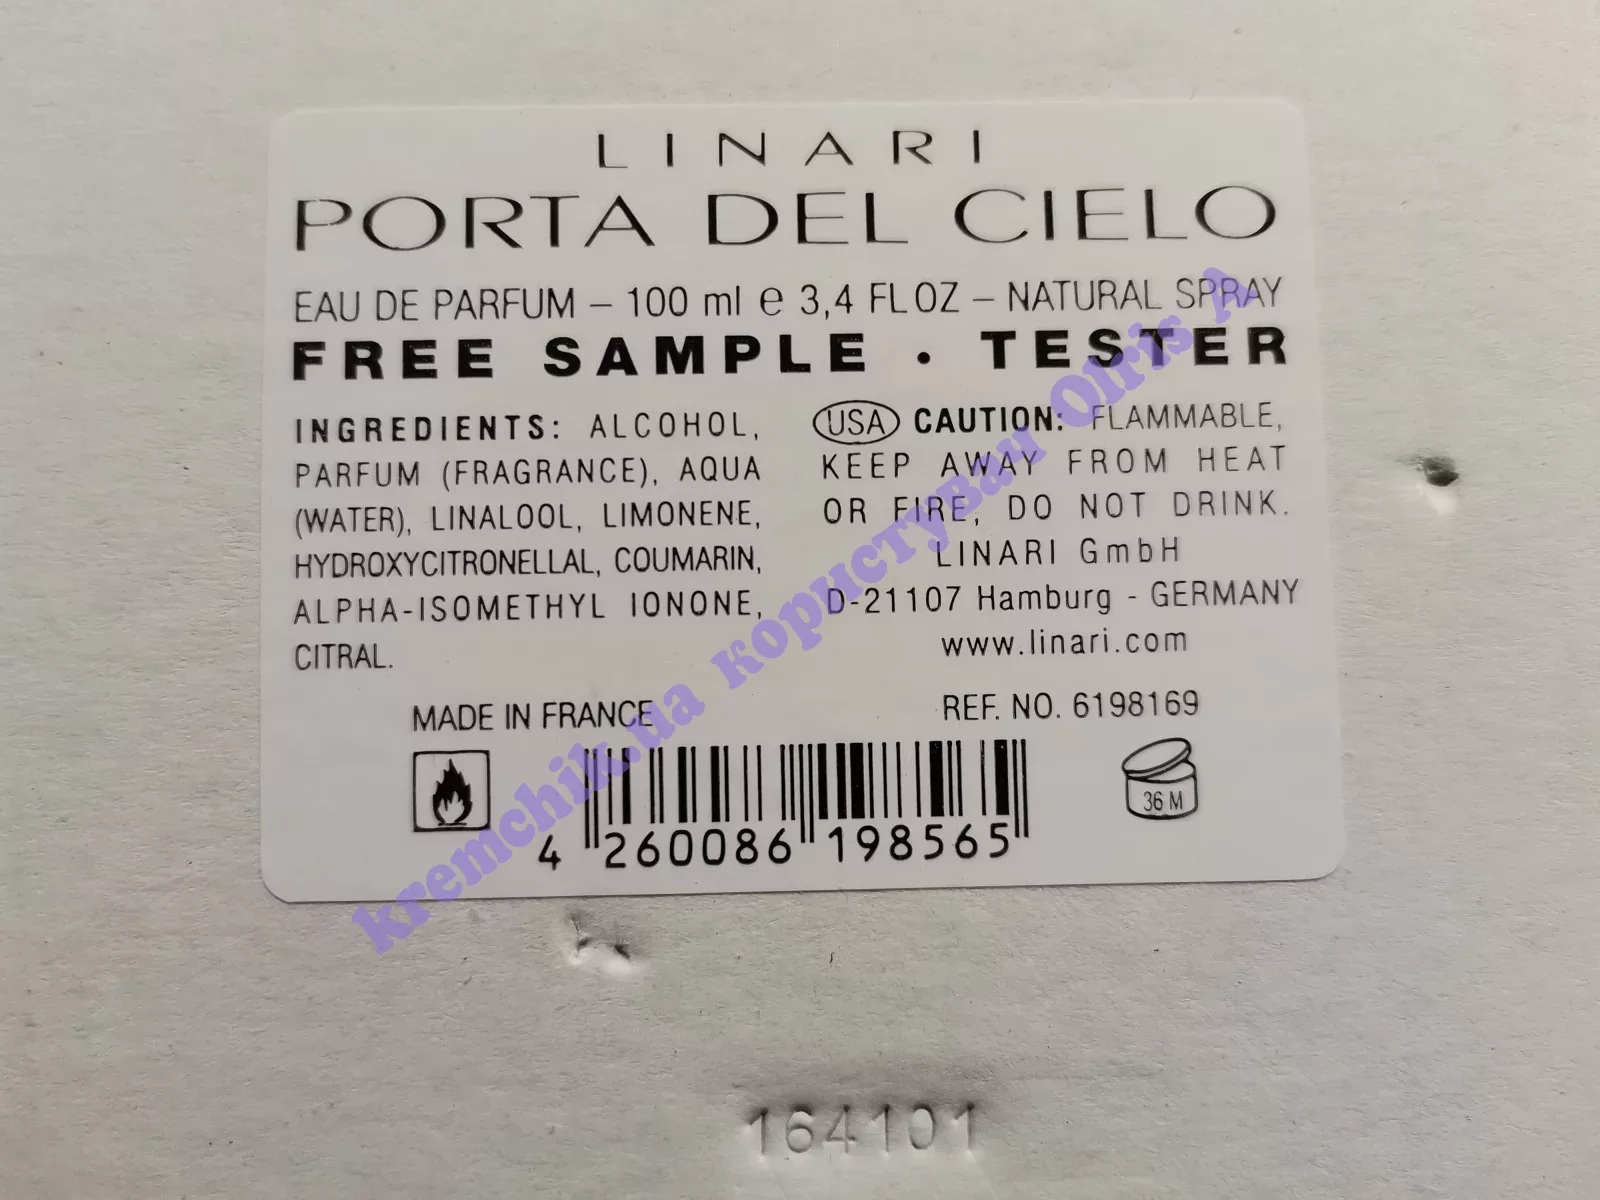 LINARI
PORTA DEL CIELO
EAU DE PARFUM – 100 ml e 3,4 FL OZ – NATURAL SPRAY
FREE SAMPLE • TESTER
INGREDIENTS: ALCOHOL,
PARFUM (FRAGRANCE), AQUA
(WATER), LINALOOL, LIMONENE,
HYDROXYCITRONELLAL, COUMARIN,
ALPHA-ISOMETHYL IONONE,
CITRAL.
USA CAUTION: FLAMMABLE,
KEEP AWAY FROM HEAT
OR FIRE, DO NOT DRINK.
LINARI GmbH
D-21107 Hamburg - GERMANY
www.linari.com
MADE IN FRANCE
REF. NO. 6198169
36 M
4 260086 198565
164101
kremchik.ua користувач Olris A